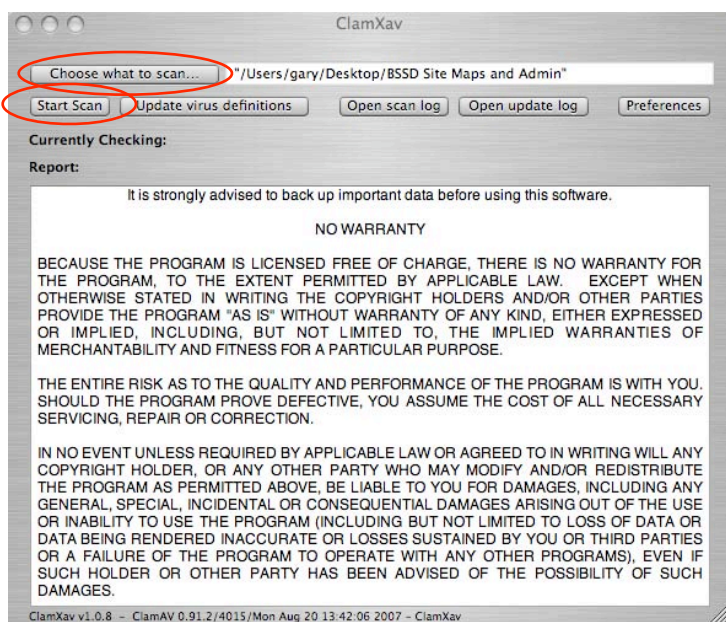 ClamXav
Choose what to scan... "/Users/gary/Desktop/BSSD Site Maps and Admin"
Start Scan Update virus definitions Open scan log Open update log Preferences
Currently Checking:
Report:
It is strongly advised to back up important data before using this software.
NO WARRANTY
BECAUSE THE PROGRAM IS LICENSED FREE OF CHARGE, THERE IS NO WARRANTY FOR
THE PROGRAM, TO THE EXTENT PERMITTED BY APPLICABLE LAW. EXCEPT WHEN
OTHERWISE STATED IN WRITING THE COPYRIGHT HOLDERS AND/OR OTHER PARTIES
PROVIDE THE PROGRAM "AS IS" WITHOUT WARRANTY OF ANY KIND, EITHER EXPRESSED
OR IMPLIED, INCLUDING, BUT NOT LIMITED TO, THE IMPLIED WARRANTIES OF
MERCHANTABILITY AND FITNESS FOR A PARTICULAR PURPOSE.
THE ENTIRE RISK AS TO THE QUALITY AND PERFORMANCE OF THE PROGRAM IS WITH YOU.
SHOULD THE PROGRAM PROVE DEFECTIVE, YOU ASSUME THE COST OF ALL NECESSARY
SERVICING, REPAIR OR CORRECTION.
IN NO EVENT UNLESS REQUIRED BY APPLICABLE LAW OR AGREED TO IN WRITING WILL ANY
COPYRIGHT HOLDER, OR ANY OTHER PARTY WHO MAY MODIFY AND/OR REDISTRIBUTE
THE PROGRAM AS PERMITTED ABOVE, BE LIABLE TO YOU FOR DAMAGES, INCLUDING ANY
GENERAL, SPECIAL, INCIDENTAL OR CONSEQUENTIAL DAMAGES ARISING OUT OF THE USE
OR INABILITY TO USE THE PROGRAM (INCLUDING BUT NOT LIMITED TO LOSS OF DATA OR
DATA BEING RENDERED INACCURATE OR LOSSES SUSTAINED BY YOU OR THIRD PARTIES
OR A FAILURE OF THE PROGRAM TO OPERATE WITH ANY OTHER PROGRAMS), EVEN IF
SUCH HOLDER OR OTHER PARTY HAS BEEN ADVISED OF THE POSSIBILITY OF SUCH
DAMAGES.
ClamXav v1.0.8 - ClamAV 0.91.2/4015/Mon Aug 20 13:42:06 2007 - ClamXav